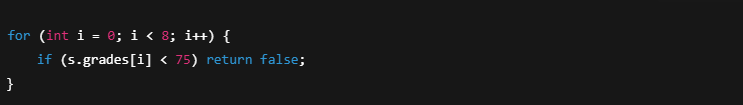 for (int i = 0; i < 8; i++) {
    if (s.grades[i] < 75) return false;
}